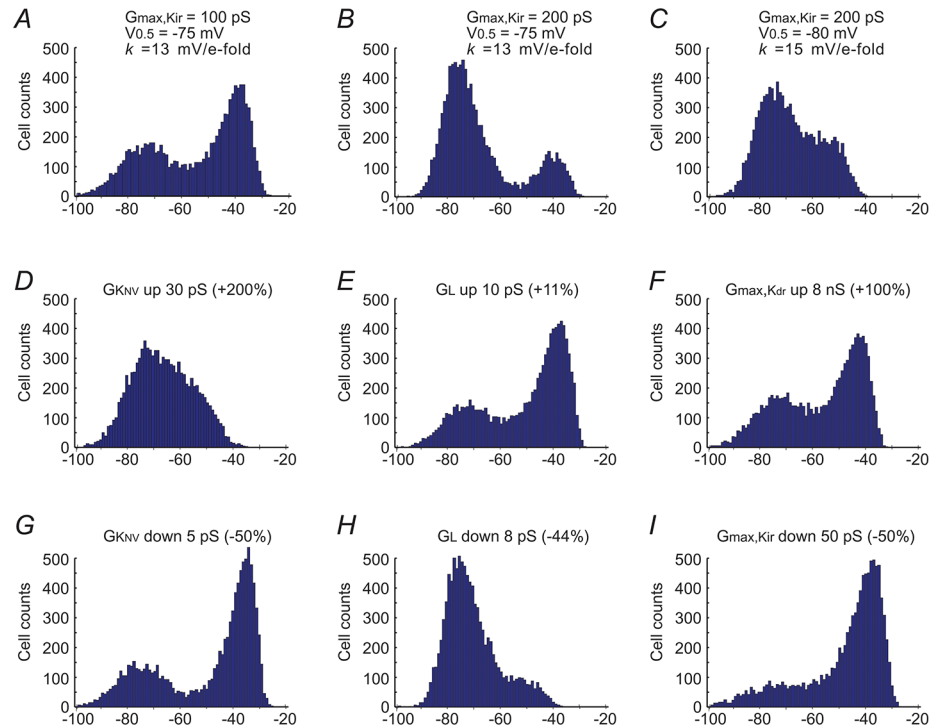 A
Gmax,Kir = 100 pS
V0.5 = -75 mV
k =13 mV/e-fold
Cell counts
500
400
300
200
100
0
-100 -80 -60 -40 -20
B
Gmax,Kir = 200 pS
V0.5 = -75 mV
k =13 mV/e-fold
Cell counts
500
400
300
200
100
0
-100 -80 -60 -40 -20
C
Gmax,Kir = 200 pS
V0.5 = -80 mV
k =15 mV/e-fold
Cell counts
500
400
300
200
100
0
-100 -80 -60 -40 -20
D
GKNV up 30 pS (+200%)
Cell counts
500
400
300
200
100
0
-100 -80 -60 -40 -20
E
GL up 10 pS (+11%)
Cell counts
500
400
300
200
100
0
-100 -80 -60 -40 -20
F
Gmax,Kdr up 8 nS (+100%)
Cell counts
500
400
300
200
100
0
-100 -80 -60 -40 -20
G
GKNV down 5 pS (-50%)
Cell counts
500
400
300
200
100
0
-100 -80 -60 -40 -20
H
GL down 8 pS (-44%)
Cell counts
500
400
300
200
100
0
-100 -80 -60 -40 -20
I
Gmax,Kir down 50 pS (-50%)
Cell counts
500
400
300
200
100
0
-100 -80 -60 -40 -20